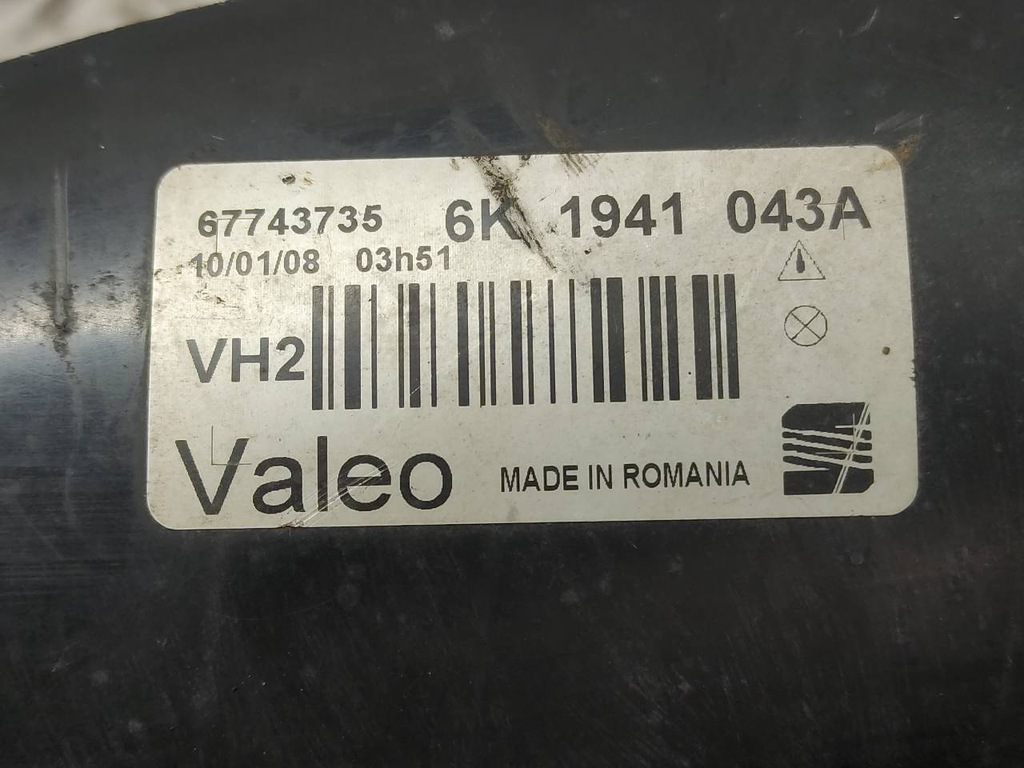 67743735 6K 1941 043A
10/01/08 03h51
VH2
Valeo MADE IN ROMANIA